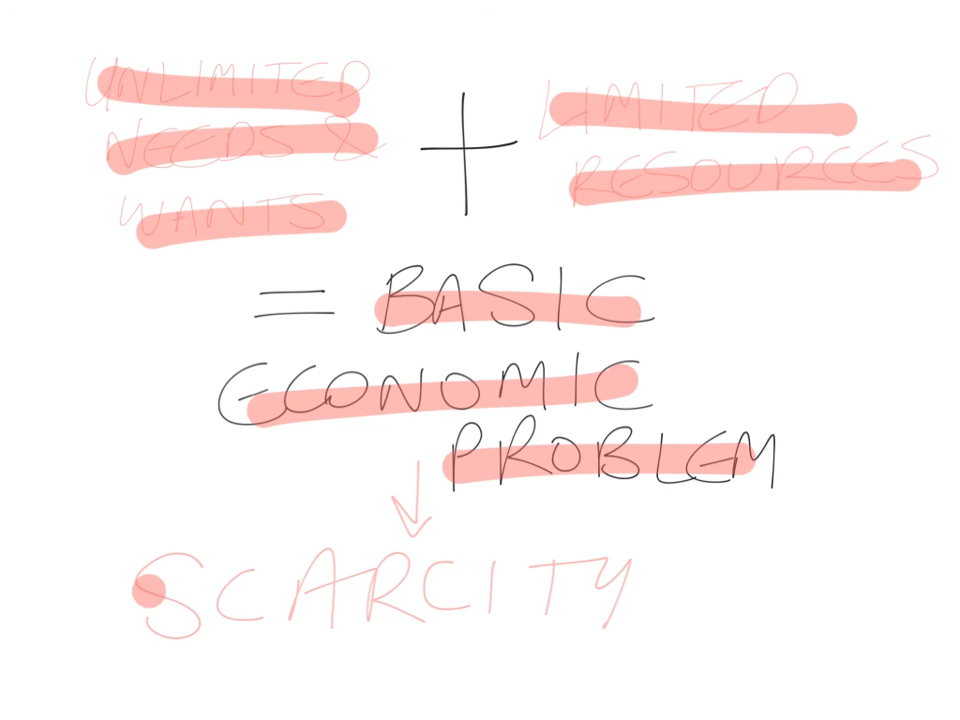 UNLIMITED
NEEDS &
WANTS
+
LIMITED
RESOURCES
= BASIC
ECONOMIC
PROBLEM
↓
SCARCITY